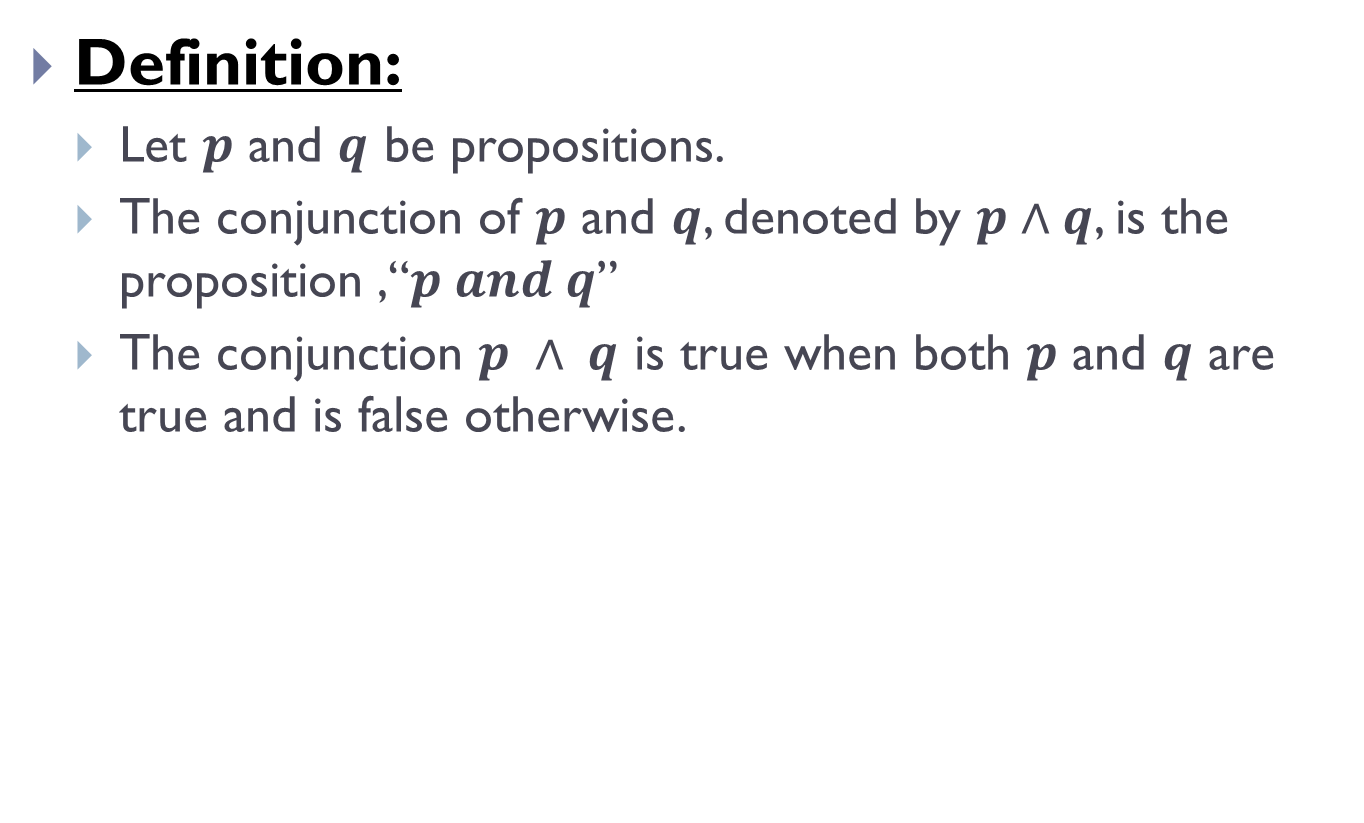 Definition:
Let p and q be propositions.
The conjunction of p and q, denoted by p ∧ q, is the
proposition ,“p and q”
The conjunction p ∧ q is true when both p and q are
true and is false otherwise.